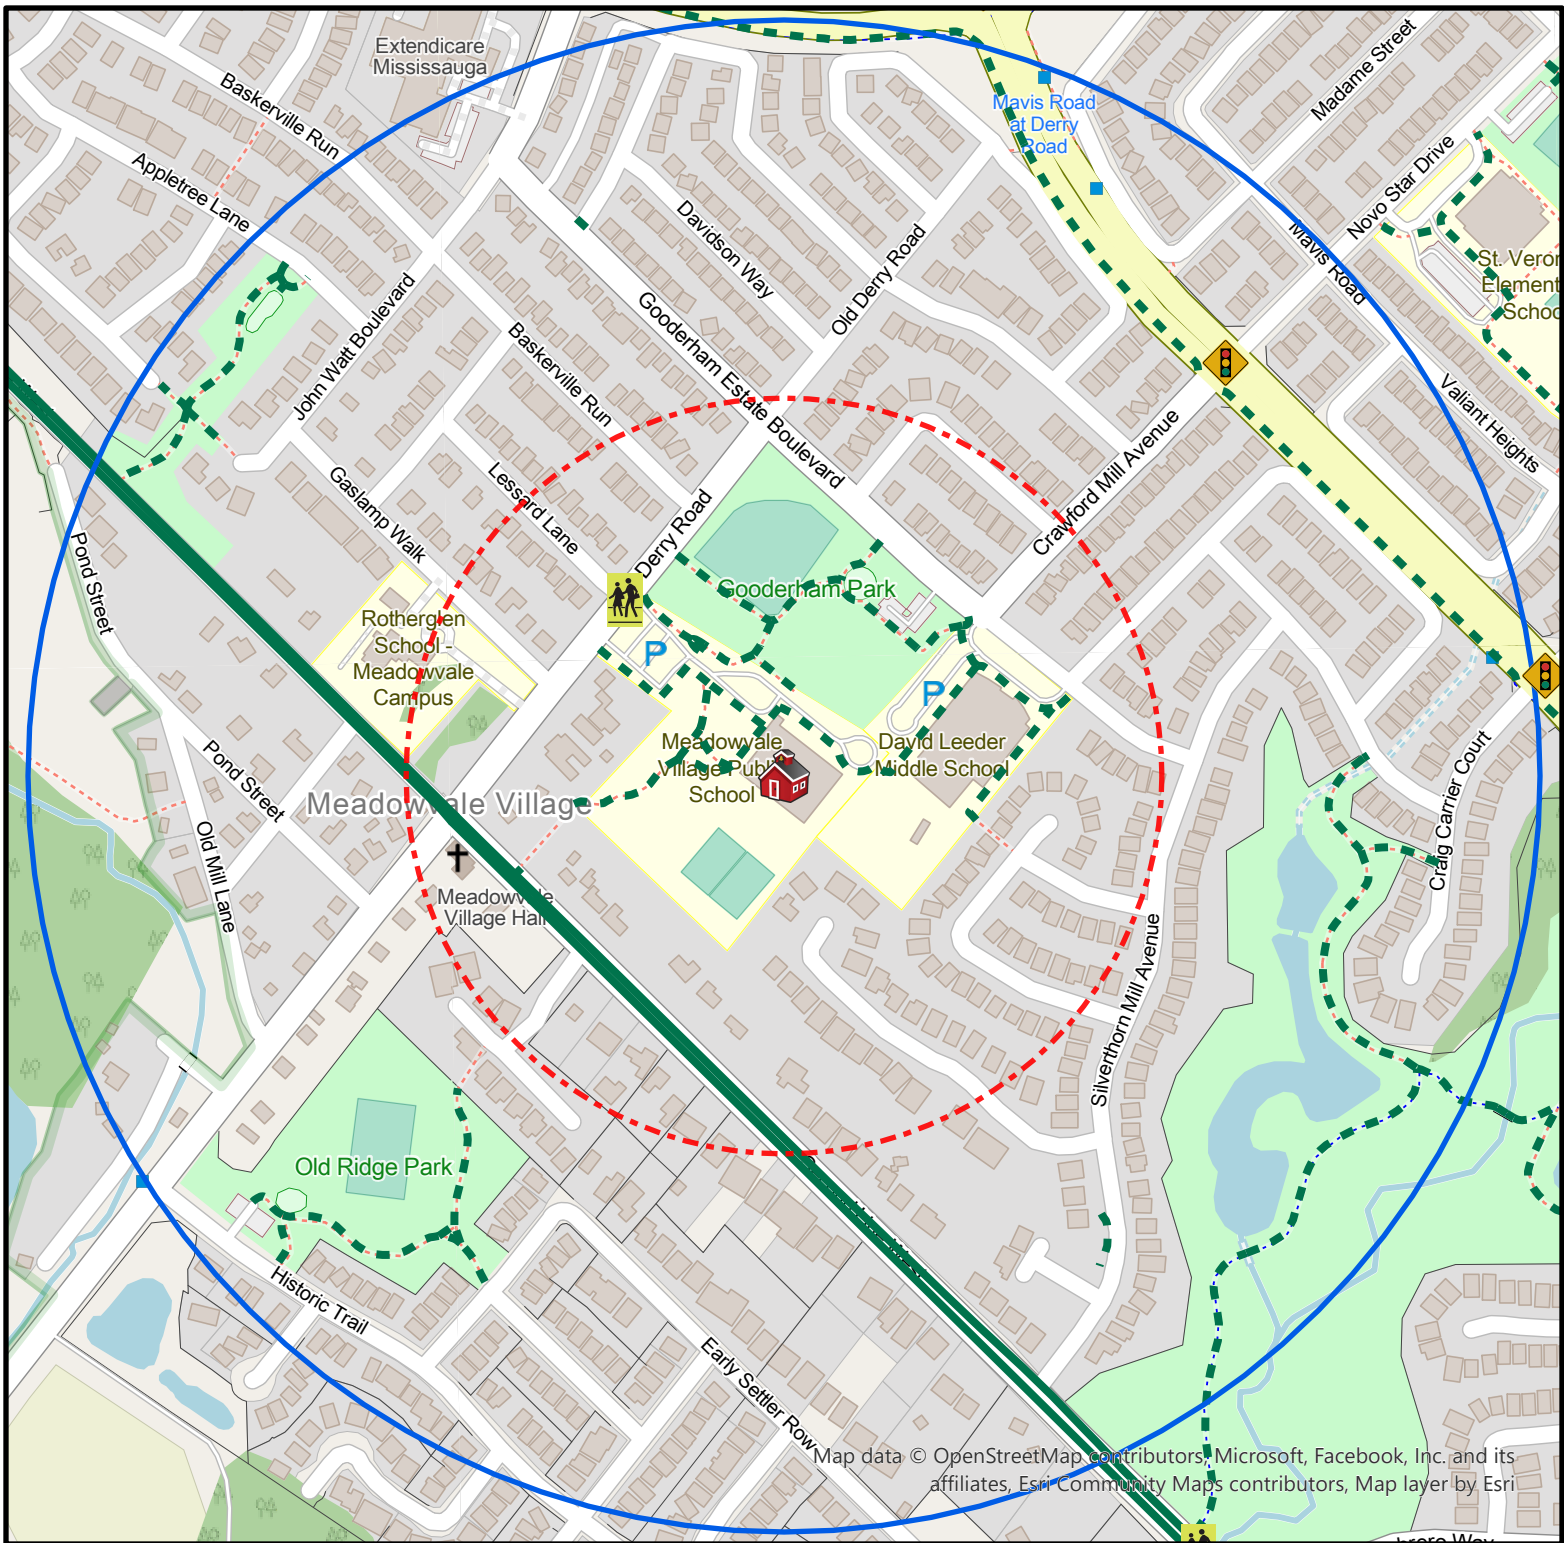 Extendicare
Mississauga
Baskerville Run
Appletree Lane
Mavis Road
at Derry
Road
Madame Street
Novo Star Drive
Mavis Road
St. Veron
Element
Schoo
Davidson Way
Old Derry Road
John Watt Boulevard
Gooderham Estate Boulevard
Baskerville Run
Valiant Heights
Gaslamp Walk
Lessard Lane
Crawford Mill Avenue
Derry Road
Pond Street
Gooderham Park
Rotherglen
School -
Meadowvale
Campus
P
P
Meadowvale
Village Public
School
David Leeder
Middle School
Pond Street
Meadowvale Village
Old Mill Lane
Craig Carrier Court
Meadowvale
Village Hall
Silverthorn Mill Avenue
Old Ridge Park
Historic Trail
Early Settler Row
Map data © OpenStreetMap contributors, Microsoft, Facebook, Inc. and its
affiliates, Esri Community Maps contributors, Map layer by Esri